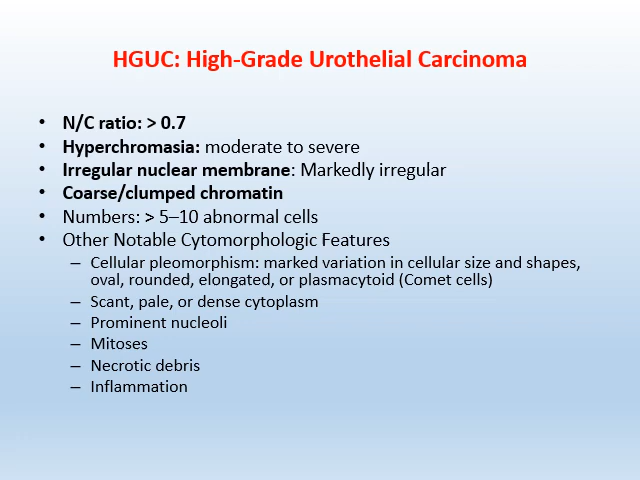 HGUC: High-Grade Urothelial Carcinoma
• N/C ratio: > 0.7
• Hyperchromasia: moderate to severe
• Irregular nuclear membrane: Markedly irregular
• Coarse/clumped chromatin
• Numbers: > 5–10 abnormal cells
• Other Notable Cytomorphologic Features
– Cellular pleomorphism: marked variation in cellular size and shapes,
oval, rounded, elongated, or plasmacytoid (Comet cells)
– Scant, pale, or dense cytoplasm
– Prominent nucleoli
– Mitoses
– Necrotic debris
– Inflammation